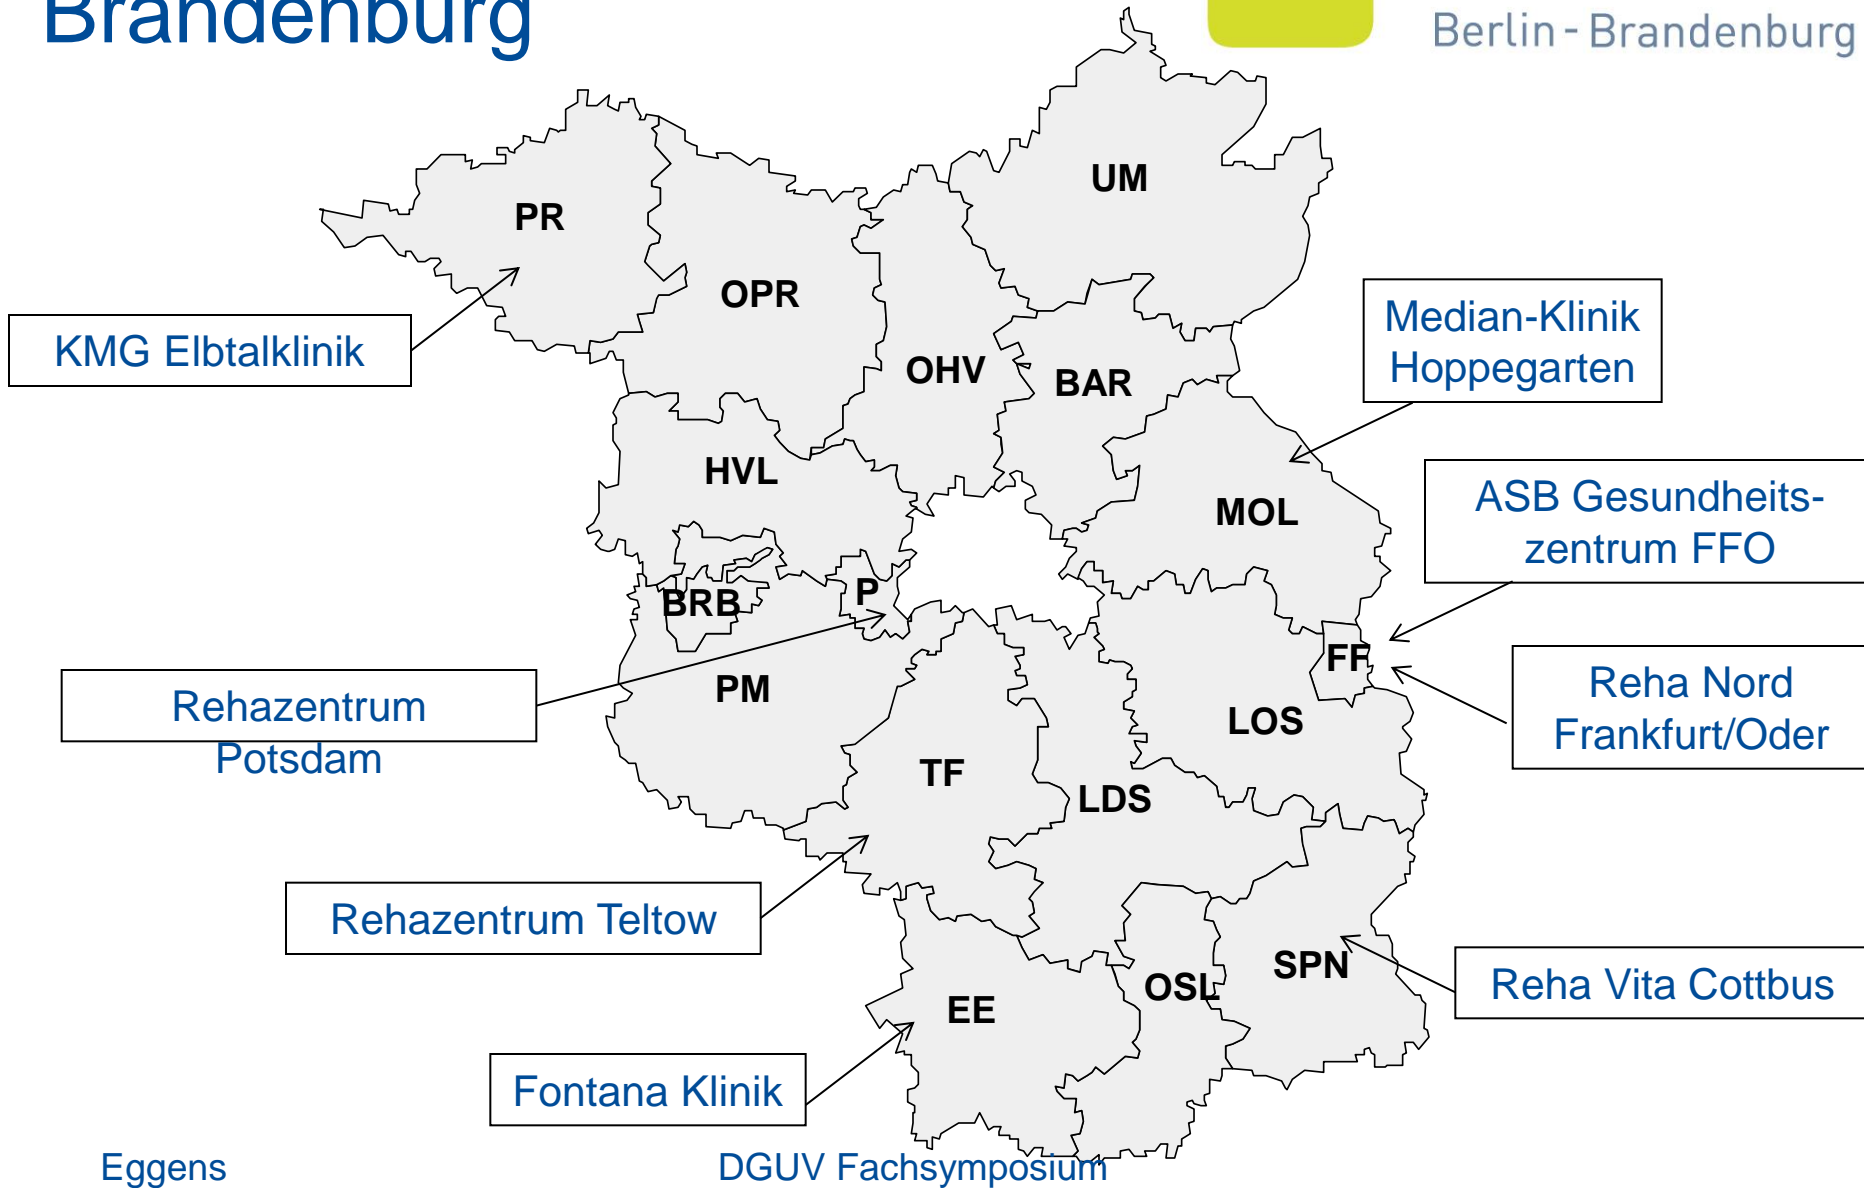 Brandenburg
Berlin-Brandenburg
UM
PR
OPR
KMG Elbtalklinik
OHV
BAR
Median-Klinik
Hoppegarten
HVL
MOL
ASB Gesundheits-
zentrum FFO
P
BRB
FF
PM
LOS
Rehazentrum
Potsdam
Reha Nord
Frankfurt/Oder
TF
LDS
Rehazentrum Teltow
SPN
OSL
EE
Reha Vita Cottbus
Fontana Klinik
Eggens
DGUV Fachsymposium